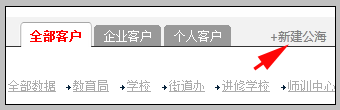 全部客户 企业客户 个人客户 +新建公海
全部数据 教育局 学校 街道办 进修学校 师训中心